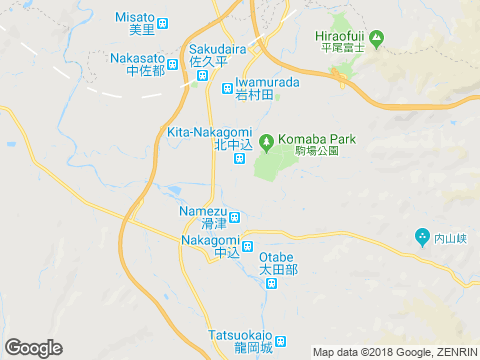 Misato
美里
Hiraofuji
平尾富士
Nakasato
中佐都
Sakudaira
佐久平
Iwamurada
岩村田
Kita-Nakagomi
北中込
Komaba Park
駒場公園
Namezu
滑津
Nakagomi
中込
内山峡
Otabe
太田部
Tatsuokajo
龍岡城
Google
Map data ©2018 Google, ZENRIN